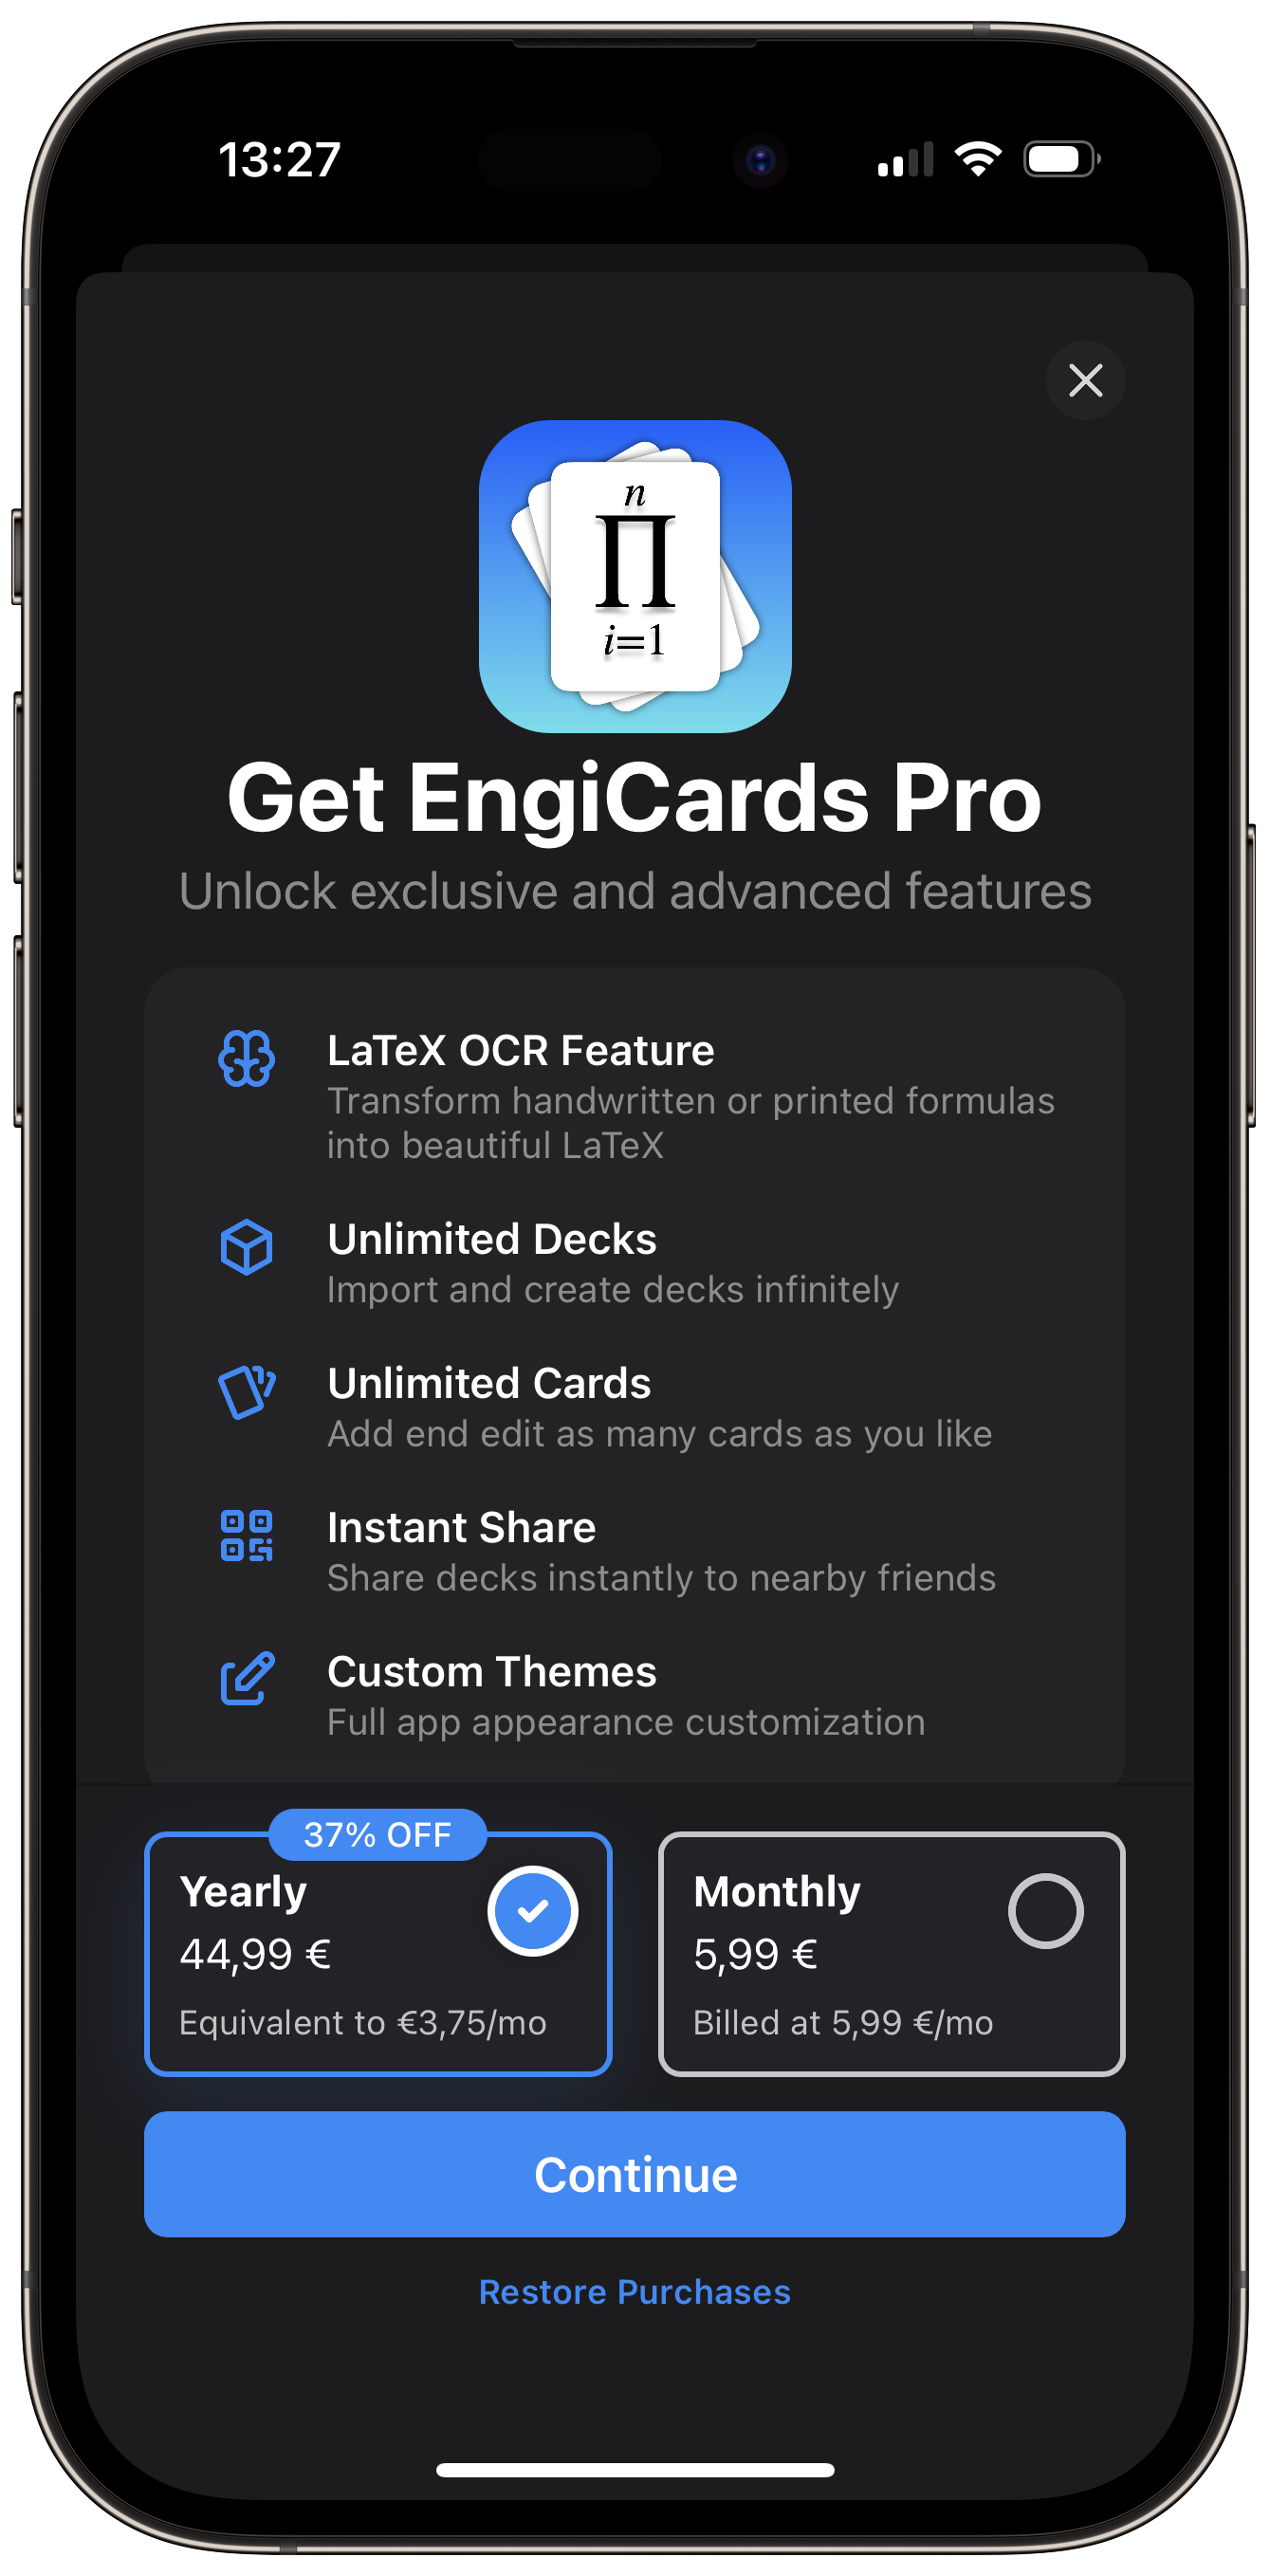 13:27
n
∏
i=1
Get EngiCards Pro
Unlock exclusive and advanced features
LaTeX OCR Feature
Transform handwritten or printed formulas
into beautiful LaTeX
Unlimited Decks
Import and create decks infinitely
Unlimited Cards
Add end edit as many cards as you like
Instant Share
Share decks instantly to nearby friends
Custom Themes
Full app appearance customization
37% OFF
Yearly
44,99 €
Equivalent to €3,75/mo
Monthly
5,99 €
Billed at 5,99 €/mo
Continue
Restore Purchases